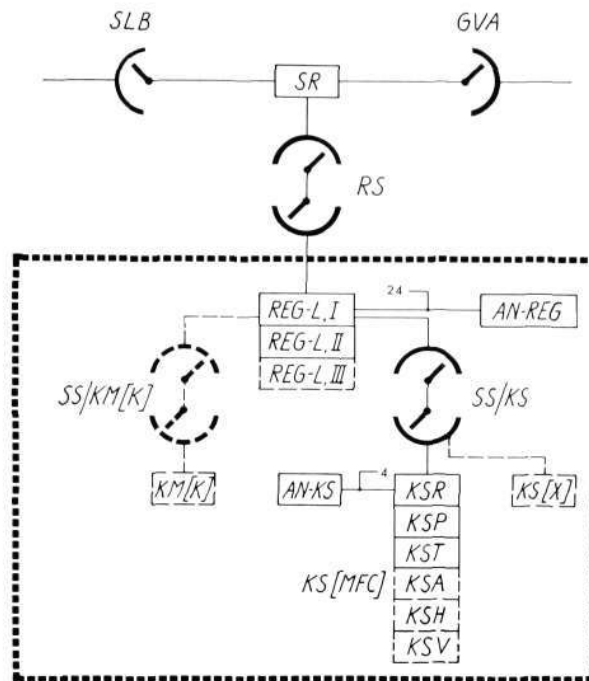 SLB
GVA
SR
RS
REG-L,I
24
AN-REG
REG-L,II
REG-L,III
SS/KM[K]
SS/KS
KM[K]
AN-KS
4
KSR
KS[X]
KSP
KST
KS[MFC]
KSA
KSH
KSV